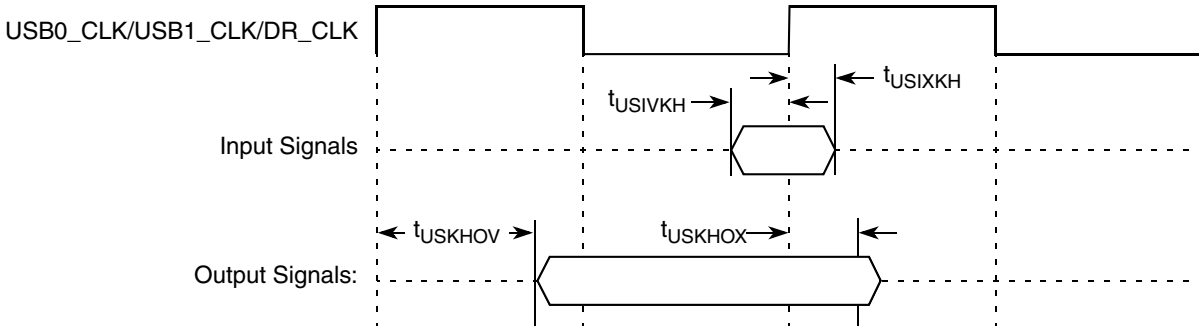 USB0_CLK/USB1_CLK/DR_CLK
tUSIXKH
tUSIVKH
Input Signals
tUSKHOV
tUSKHOX
Output Signals: